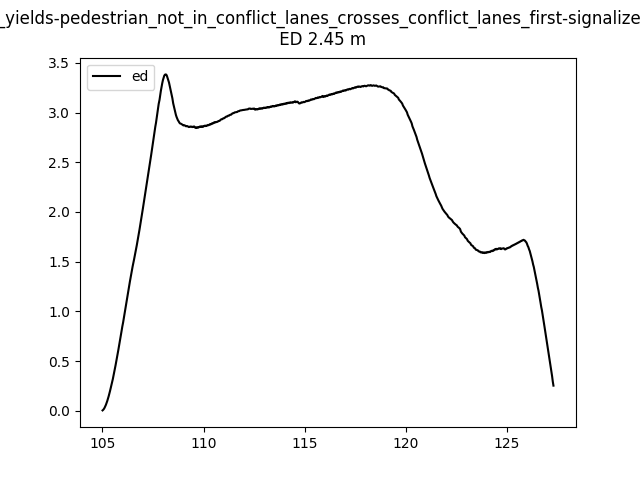 _yields-pedestrian_not_in_conflict_lanes_crosses_conflict_lanes_first-signalize
ED 2.45 m
ed
3.5
3.0
2.5
2.0
1.5
1.0
0.5
0.0
105 110 115 120 125